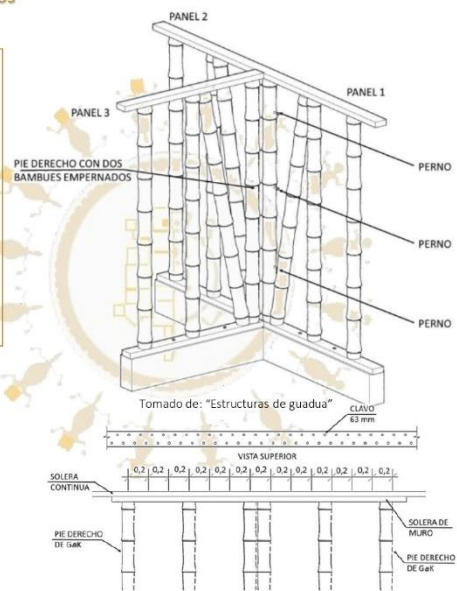 PANEL 2
PANEL 1
PANEL 3
PERNO
PIE DERECHO CON DOS
BAMBUES EMPERNADOS
PERNO
PERNO
Tomado de: "Estructuras de guadua"
CLAVO
63 mm
VISTA SUPERIOR
0,2 0,2 0,2 0,2 0,2 0,2 0,2 0,2 0,2 0,2 0,2 0,2 0,2
SOLERA
CONTINUA
SOLERA DE
MURO
PIE DERECHO
DE GaK
PIE DERECHO
DE GaK